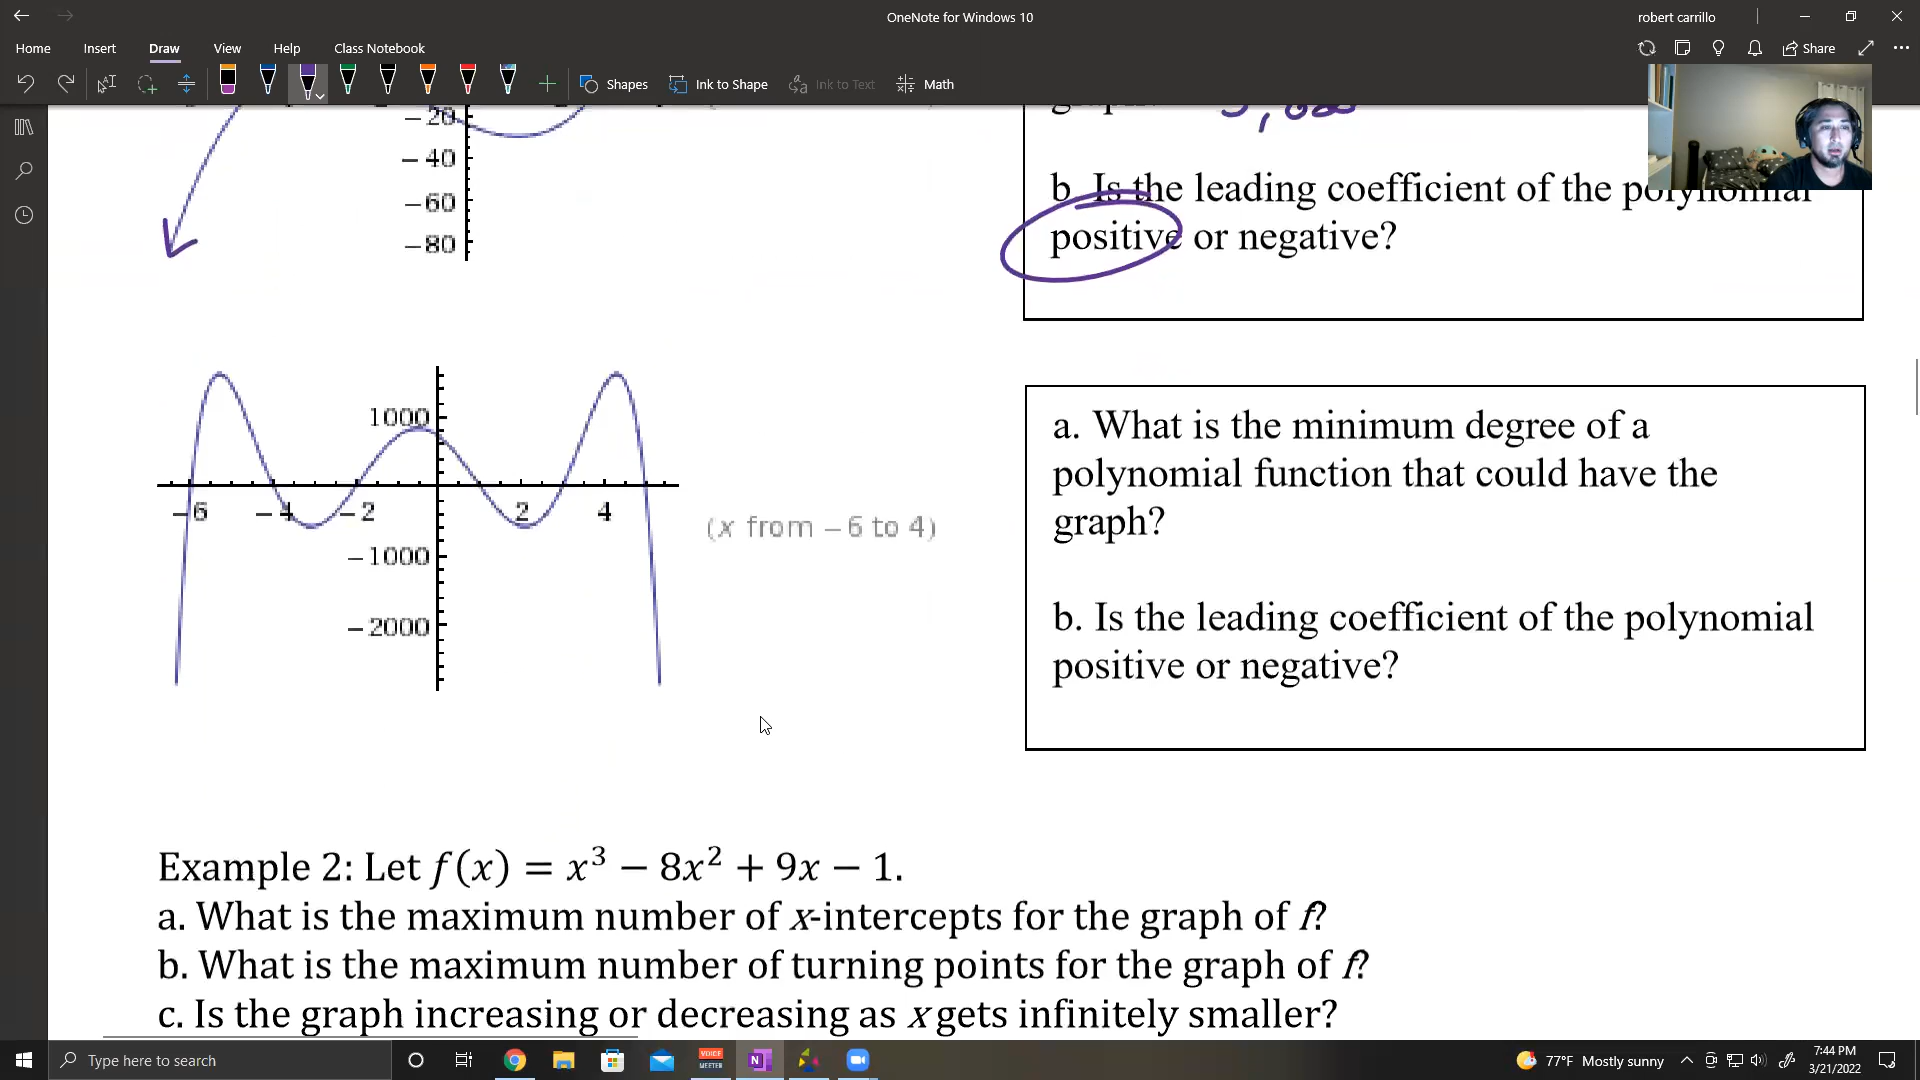 OneNote for Windows 10
robert carrillo
Home Insert Draw View Help Class Notebook
Share
Shapes Ink to Shape Ink to Text Math
−20
−40
−60
−80
b. Is the leading coefficient of the polynomial
positive or negative?
1000
−6 −4 −2 2 4
−1000
−2000
(x from −6 to 4)
a. What is the minimum degree of a
polynomial function that could have the
graph?
b. Is the leading coefficient of the polynomial
positive or negative?
Example 2: Let f(x) = x³ − 8x² + 9x − 1.
a. What is the maximum number of x-intercepts for the graph of f?
b. What is the maximum number of turning points for the graph of f?
c. Is the graph increasing or decreasing as x gets infinitely smaller?
Type here to search
VOICE
MEETER
N
77°F Mostly sunny
7:44 PM
3/21/2022